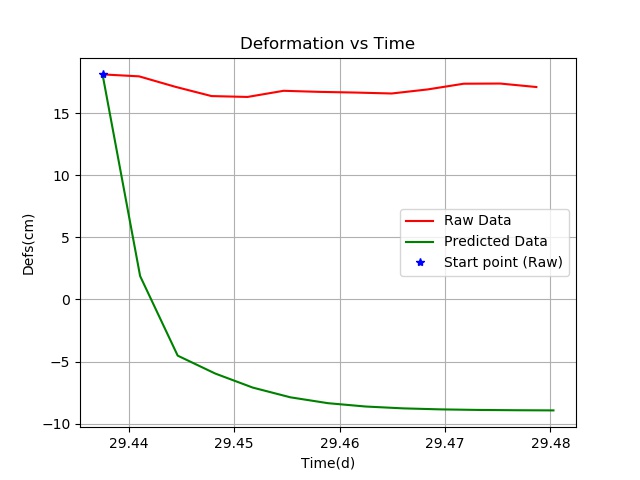 Deformation vs Time
Defs(cm)
15
10
5
0
−5
−10
Raw Data
Predicted Data
Start point (Raw)
29.44 29.45 29.46 29.47 29.48
Time(d)